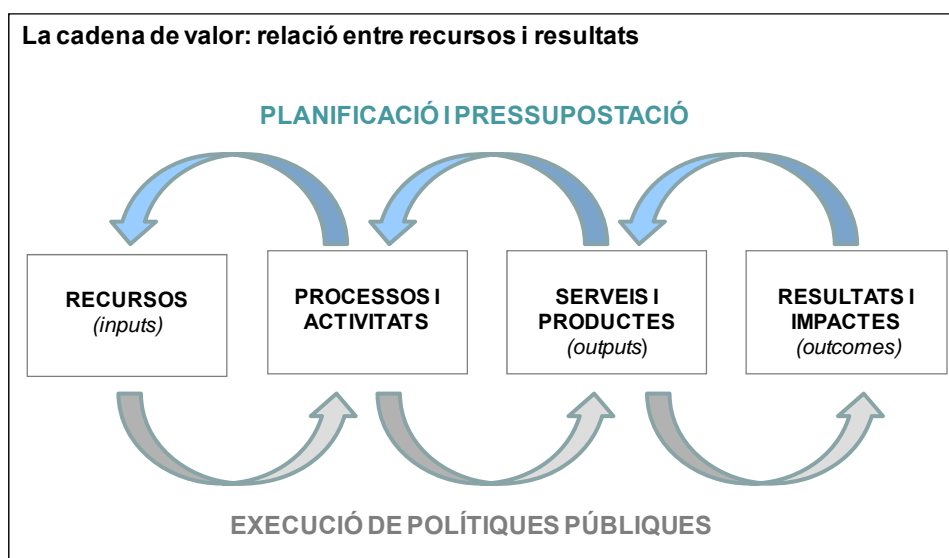 La cadena de valor: relació entre recursos i resultats
PLANIFICACIÓ I PRESSUPOSTACIÓ
RECURSOS
(inputs)
PROCESSOS I
ACTIVITATS
SERVEIS I
PRODUCTES
(outputs)
RESULTATS I
IMPACTES
(outcomes)
EXECUCIÓ DE POLÍTIQUES PÚBLIQUES